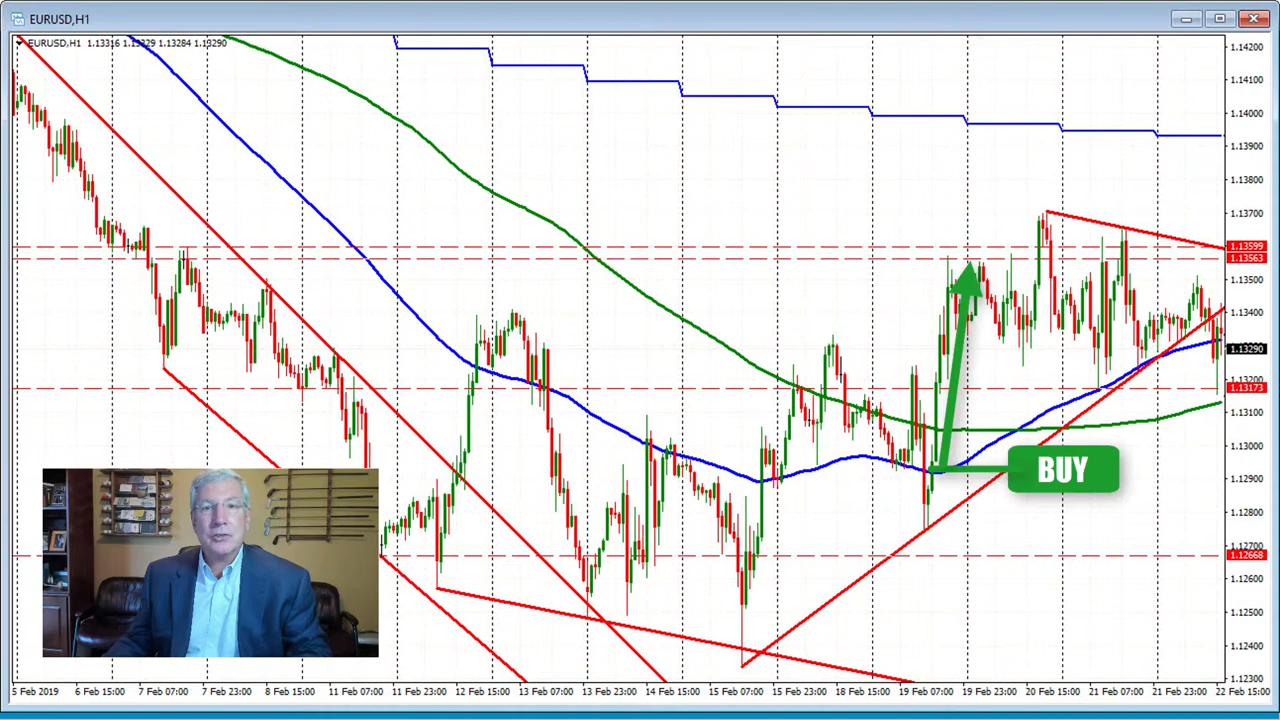 EURUSD,H1
EURUSD,H1 1.13316 1.13329 1.13284 1.13290
1.14200
1.14100
1.14000
1.13900
1.13800
1.13700
1.13599
1.13563
1.13500
1.13400
1.13290
1.13200
1.13173
1.13100
1.13000
1.12900
1.12800
1.12668
1.12600
1.12500
1.12400
1.12300
BUY
5 Feb 2019
6 Feb 15:00
7 Feb 07:00
7 Feb 23:00
8 Feb 15:00
11 Feb 07:00
11 Feb 23:00
12 Feb 15:00
13 Feb 07:00
13 Feb 23:00
14 Feb 15:00
15 Feb 07:00
15 Feb 23:00
18 Feb 15:00
19 Feb 07:00
19 Feb 23:00
20 Feb 15:00
21 Feb 07:00
21 Feb 23:00
22 Feb 15:00